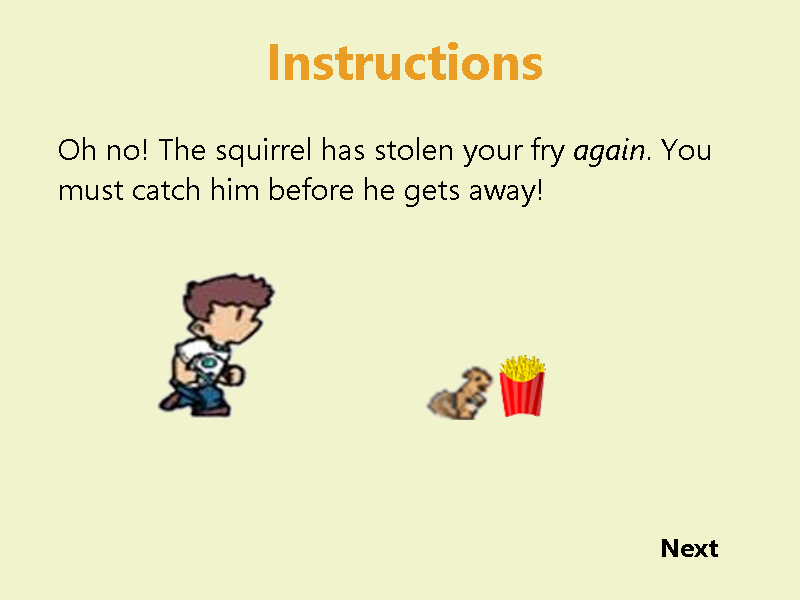 Instructions
Oh no! The squirrel has stolen your fry again. You
must catch him before he gets away!
Next